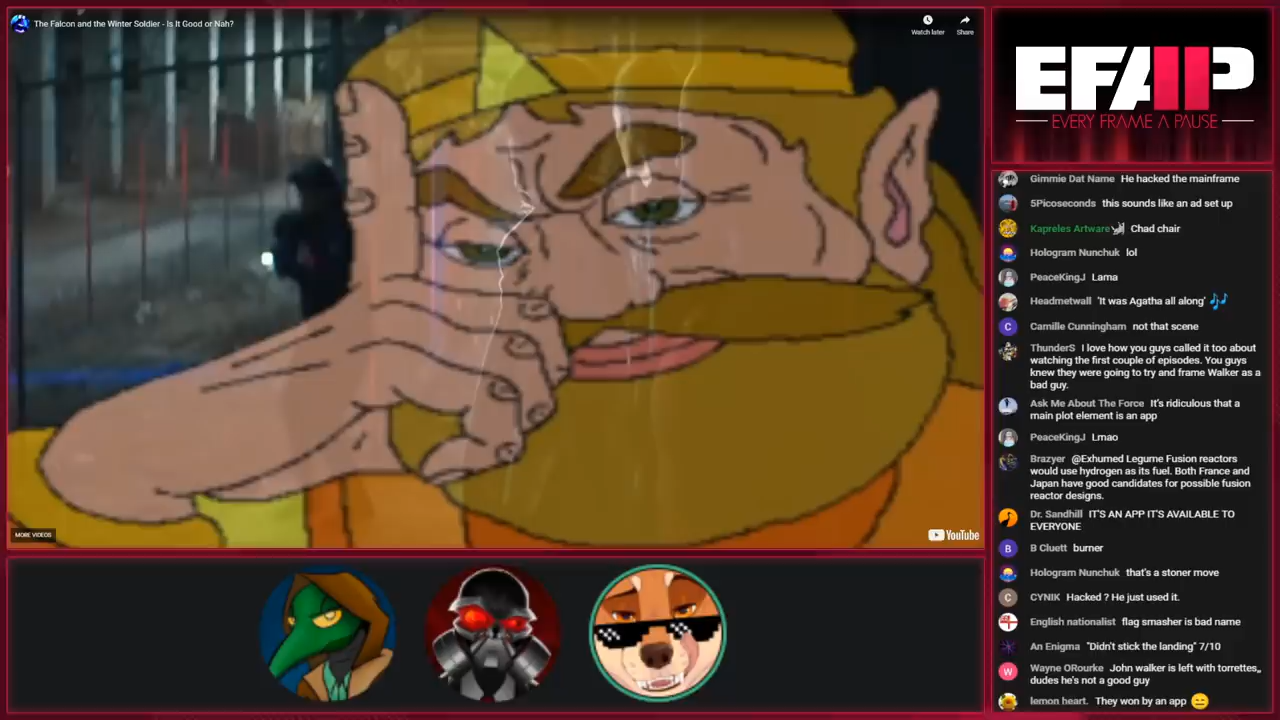 The Falcon and the Winter Soldier - Is It Good or Nah?
Watch later
Share
MORE VIDEOS
YouTube
EFAP
EVERY FRAME A PAUSE
Gimmie Dat Name He hacked the mainframe
5Picoseconds this sounds like an ad set up
Kapreles Artware Chad chair
Hologram Nunchuk lol
PeaceKingJ Lama
Headmetwall 'It was Agatha all along' 🎶
C
Camille Cunningham not that scene
ThunderS I love how you guys called it too about
watching the first couple of episodes. You guys
knew they were going to try and frame Walker as a
bad guy.
Ask Me About The Force It's ridiculous that a
main plot element is an app
PeaceKingJ Lmao
Brazyer @Exhumed Legume Fusion reactors
would use hydrogen as its fuel. Both France and
Japan have good candidates for possible fusion
reactor designs.
Dr. Sandhill IT'S AN APP IT'S AVAILABLE TO
EVERYONE
B
B Cluett burner
Hologram Nunchuk that's a stoner move
C
CYNIK Hacked ? He just used it.
English nationalist flag smasher is bad name
An Enigma "Didn't stick the landing" 7/10
W
Wayne ORourke John walker is left with torrettes,,
dudes he's not a good guy
lemon heart. They won by an app 😑